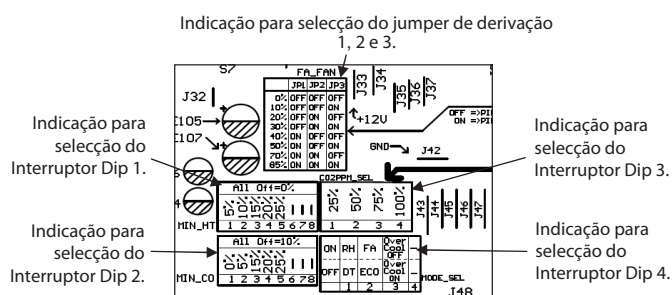 Indicação para selecção do jumper de derivação
1, 2 e 3.
S7
FA_FAN
JP1 JP2 JP3
0% OFF OFF OFF
10% OFF OFF ON
20% OFF ON OFF
30% OFF ON ON
40% ON OFF OFF
50% ON OFF ON
70% ON ON OFF
85% ON ON ON
J32
J33
J34
J35
J36
J37
+12V
OFF =>PI
ON =>PI
GND
J42
C105
C107
Indicação para
selecção do
Interruptor Dip 1.
Indicação para
selecção do
Interruptor Dip 3.
CO2PPM_SEL
All Off=0%
5% 10% 15% 20% 25% | | |
1 2 3 4 5 6 7 8
MIN_HT
25% 50% 75% 100%
1 2 3 4
J43
J44
J45
J46
J47
Indicação para
selecção do
Interruptor Dip 2.
Indicação para
selecção do
Interruptor Dip 4.
All Off=10%
0% 5% 15% 20% 25% | | |
1 2 3 4 5 6 7 8
MIN_CO
ON RH FA Over Cool OFF –
OFF DT ECO Over Cool ON –
1 2 3 4
MODE_SEL
J48